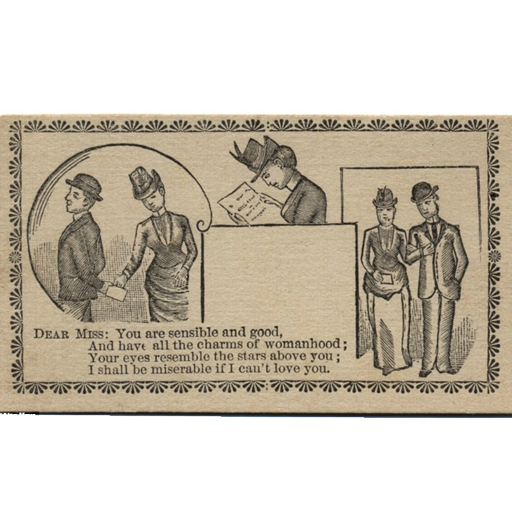 DEAR MISS: You are sensible and good,
And have all the charms of womanhood;
Your eyes resemble the stars above you;
I shall be miserable if I can't love you.